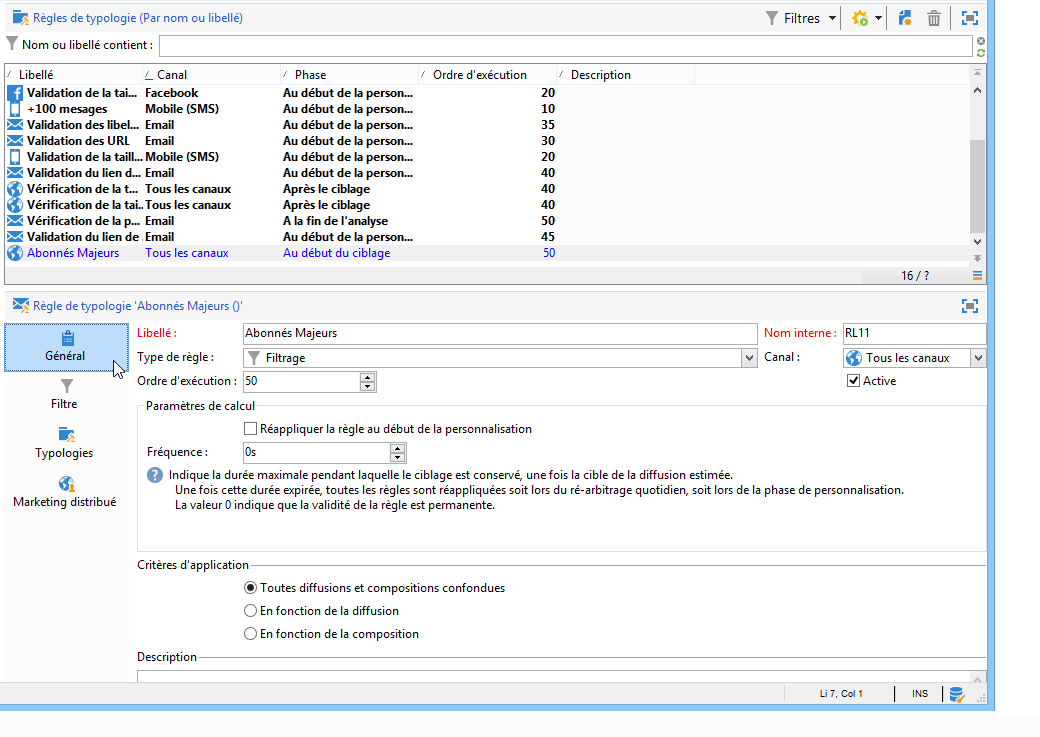 Règles de typologie (Par nom ou libellé)
Filtres
Nom ou libellé contient :
Libellé Canal Phase Ordre d'exécution Description
Validation de la tai... Facebook Au début de la person... 20
+100 mesages Mobile (SMS) Au début de la person... 10
Validation des libel... Email Au début de la person... 35
Validation des URL Email Au début de la person... 30
Validation de la taill... Mobile (SMS) Au début de la person... 20
Validation du lien d... Email Au début de la person... 40
Vérification de la t... Tous les canaux Après le ciblage 40
Vérification de la tai.. Tous les canaux Après le ciblage 40
Vérification de la p... Email A la fin de l'analyse 50
Validation du lien de Email Au début de la person... 45
Abonnés Majeurs Tous les canaux Au début du ciblage 50
16 / ?
Règle de typologie 'Abonnés Majeurs ()'
Général
Filtre
Typologies
Marketing distribué
Libellé : Abonnés Majeurs Nom interne : RL11
Type de règle : Filtrage Canal : Tous les canaux
Ordre d'exécution : 50 Active
Paramètres de calcul
Réappliquer la règle au début de la personnalisation
Fréquence : 0s
Indique la durée maximale pendant laquelle le ciblage est conservé, une fois la cible de la diffusion estimée.
Une fois cette durée expirée, toutes les règles sont réappliquées soit lors du ré-arbitrage quotidien, soit lors de la phase de personnalisation.
La valeur 0 indique que la validité de la règle est permanente.
Critères d'application
Toutes diffusions et compositions confondues
En fonction de la diffusion
En fonction de la composition
Description
Li 7, Col 1 INS